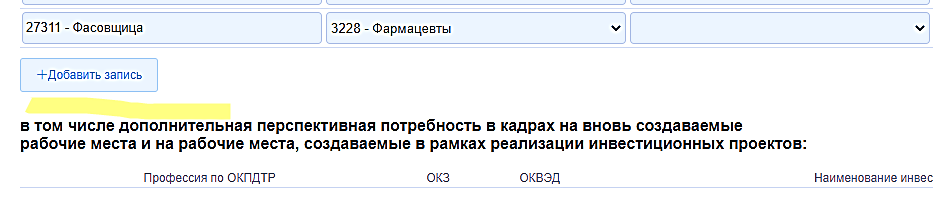 27311 - Фасовщица 3228 - Фармацевты
+Добавить запись
в том числе дополнительная перспективная потребность в кадрах на вновь создаваемые
рабочие места и на рабочие места, создаваемые в рамках реализации инвестиционных проектов:
Профессия по ОКПДТР ОКЗ ОКВЭД Наименование инвес